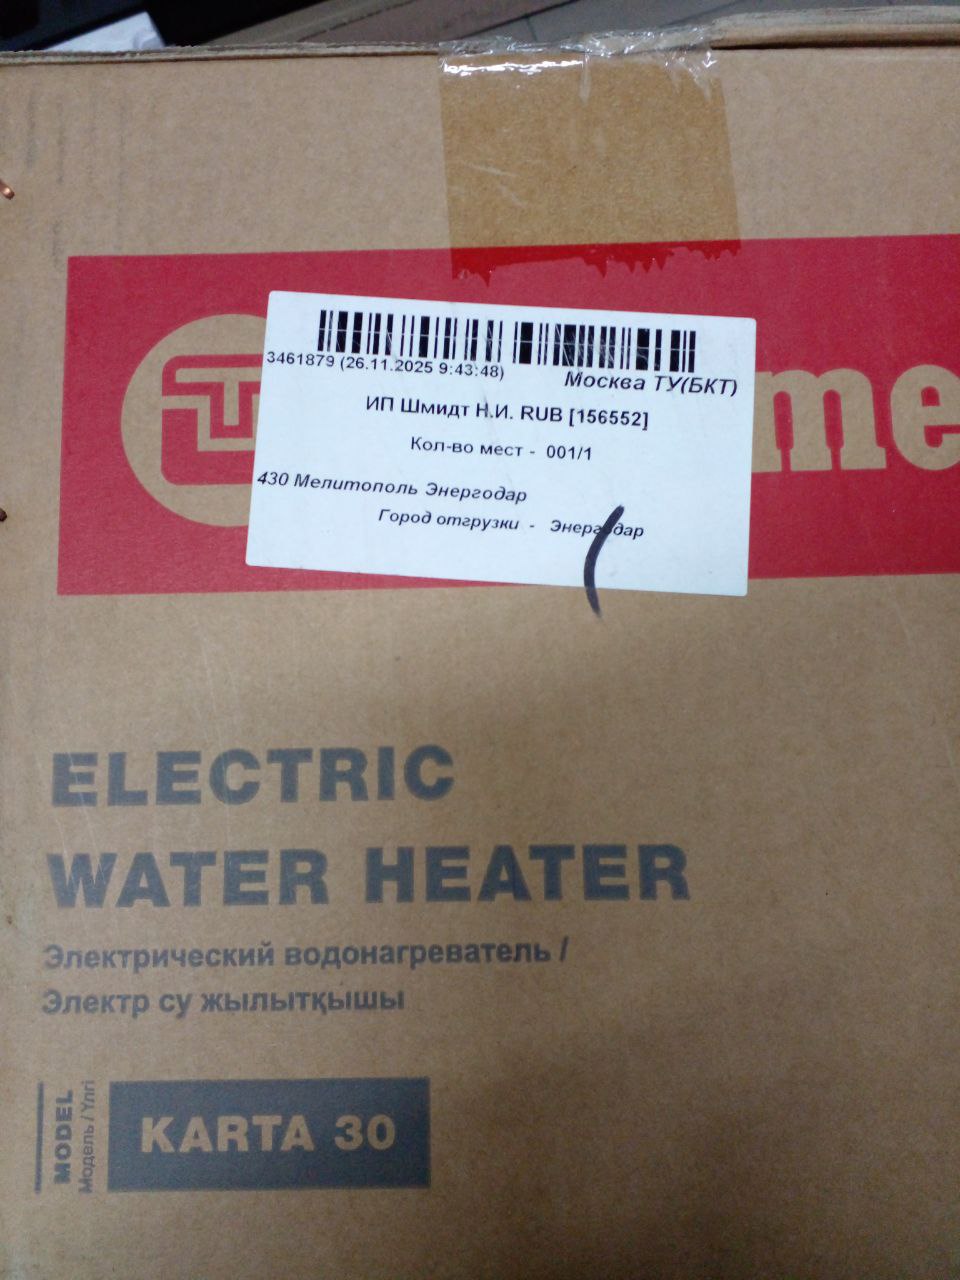 3461879 (26.11.2025 9:43:48)
Москва ТУ(БКТ)
ИП Шмидт Н.И. RUB [156552]
Кол-во мест - 001/1
430 Мелитополь Энергодар
Город отгрузки - Энергодар
me
ELECTRIC
WATER HEATER
Электрический водонагреватель /
Электр су жылытқышы
MODEL
Модель / Үлгі
KARTA 30